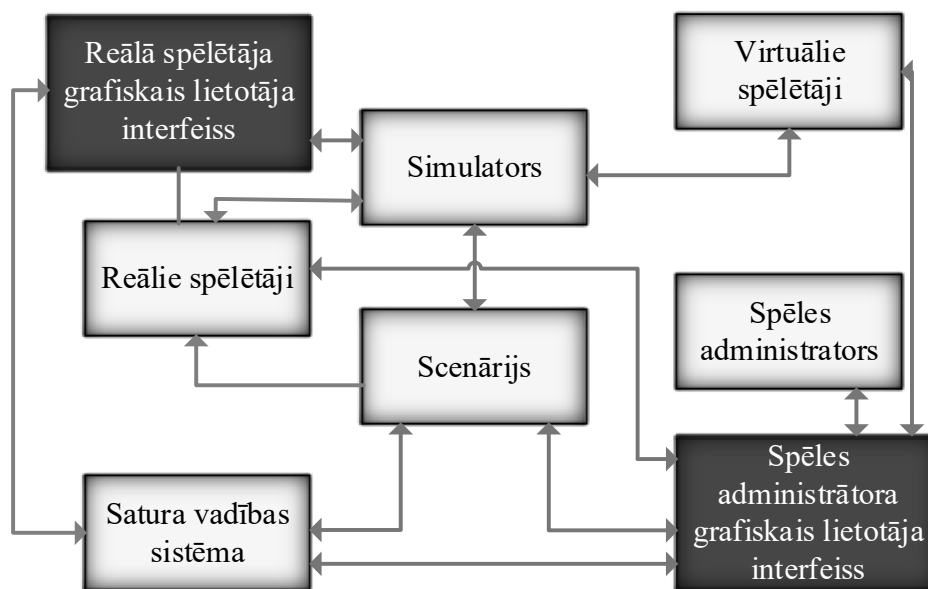 Reālā spēlētāja
grafiskais lietotāja
interfeiss
Virtuālie
spēlētāji
Simulators
Reālie spēlētāji
Spēles
administrators
Scenārijs
Satura vadības
sistēma
Spēles
administrātora
grafiskais lietotāja
interfeiss